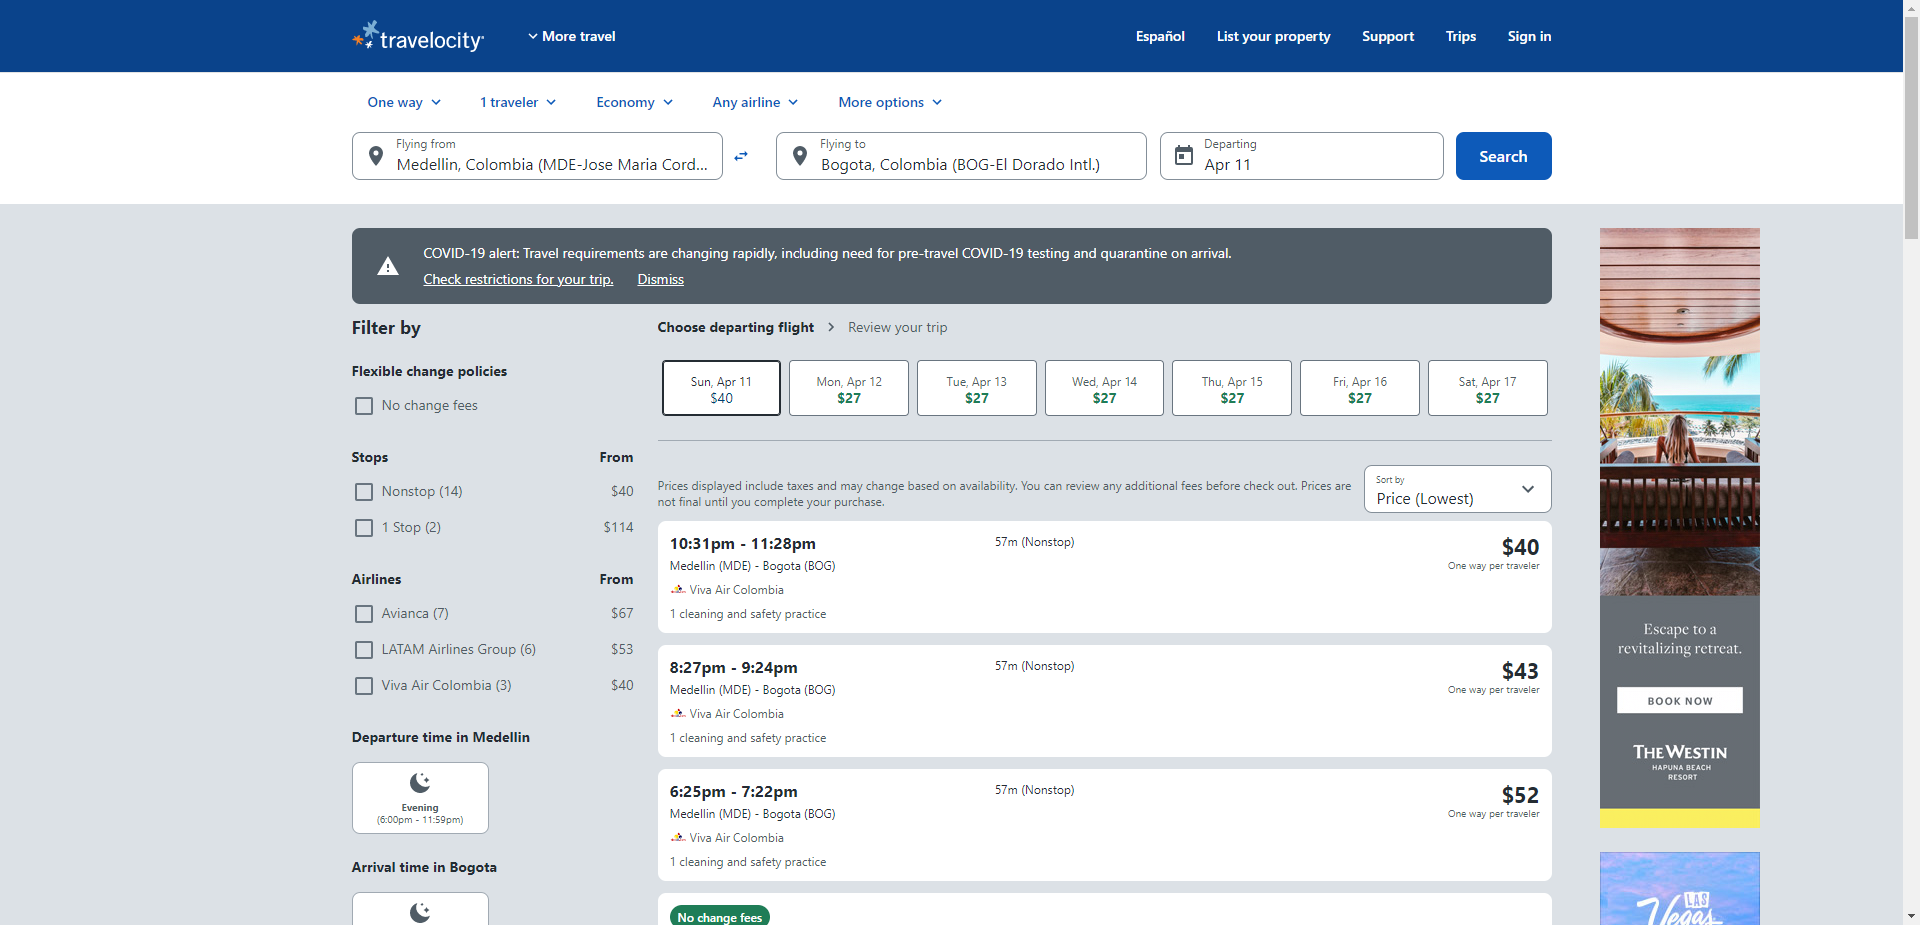 travelocity
More travel
Español
List your property
Support
Trips
Sign in
One way
1 traveler
Economy
Any airline
More options
Flying from
Medellin, Colombia (MDE-Jose Maria Cord...
Flying to
Bogota, Colombia (BOG-El Dorado Intl.)
Departing
Apr 11
Search
COVID-19 alert: Travel requirements are changing rapidly, including need for pre-travel COVID-19 testing and quarantine on arrival.
Check restrictions for your trip.
Dismiss
Filter by
Flexible change policies
No change fees
Stops From
Nonstop (14) $40
1 Stop (2) $114
Airlines From
Avianca (7) $67
LATAM Airlines Group (6) $53
Viva Air Colombia (3) $40
Departure time in Medellin
Evening
(6:00pm - 11:59pm)
Arrival time in Bogota
Choose departing flight
Review your trip
Sun, Apr 11
$40
Mon, Apr 12
$27
Tue, Apr 13
$27
Wed, Apr 14
$27
Thu, Apr 15
$27
Fri, Apr 16
$27
Sat, Apr 17
$27
Prices displayed include taxes and may change based on availability. You can review any additional fees before check out. Prices are
not final until you complete your purchase.
Sort by
Price (Lowest)
10:31pm - 11:28pm
Medellin (MDE) - Bogota (BOG)
Viva Air Colombia
1 cleaning and safety practice
57m (Nonstop)
$40
One way per traveler
8:27pm - 9:24pm
Medellin (MDE) - Bogota (BOG)
Viva Air Colombia
1 cleaning and safety practice
57m (Nonstop)
$43
One way per traveler
6:25pm - 7:22pm
Medellin (MDE) - Bogota (BOG)
Viva Air Colombia
1 cleaning and safety practice
57m (Nonstop)
$52
One way per traveler
No change fees
Escape to a
revitalizing retreat.
BOOK NOW
THE WESTIN
HAPUNA BEACH
RESORT
LAS
Vegas